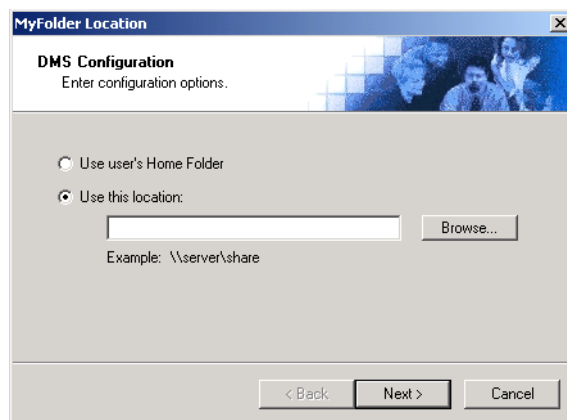 MyFolder Location
DMS Configuration
Enter configuration options.
Use user's Home Folder
Use this location:
Browse...
Example: \\server\share
< Back
Next >
Cancel